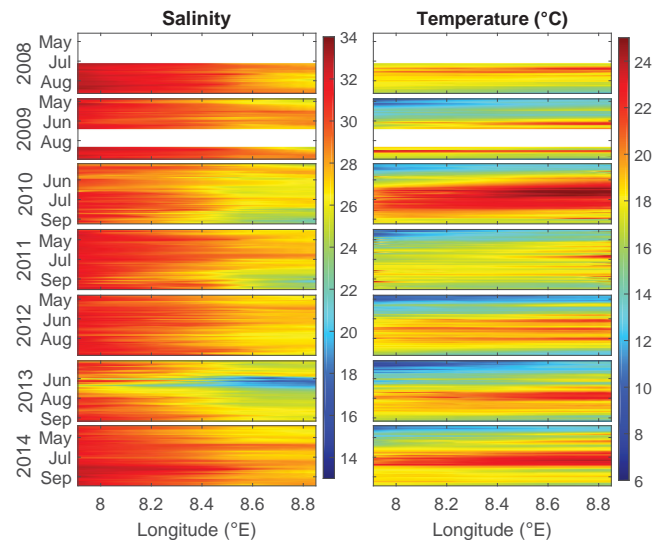 Salinity
Temperature (°C)
2008
May
Jul
Aug
2009
May
Jun
Aug
2010
Jun
Jul
Sep
2011
May
Jul
Sep
2012
May
Jun
Aug
2013
Jun
Aug
Sep
2014
May
Jul
Sep
34
32
30
28
26
24
22
20
18
16
14
24
22
20
18
16
14
12
10
8
6
8 8.2 8.4 8.6 8.8
8 8.2 8.4 8.6 8.8
Longitude (°E)
Longitude (°E)